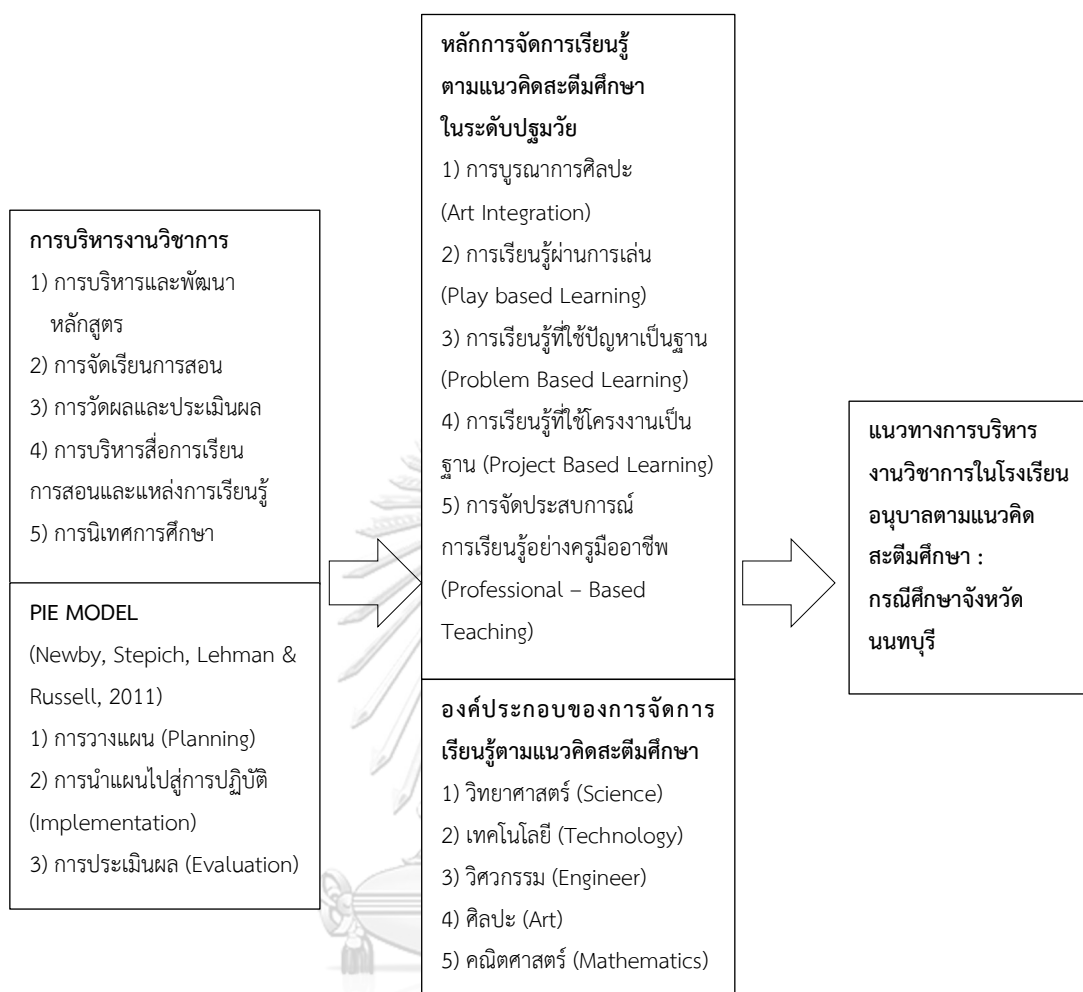 การบริหารงานวิชาการ
1) การบริหารและพัฒนา
หลักสูตร
2) การจัดเรียนการสอน
3) การวัดผลและประเมินผล
4) การบริหารสื่อการเรียน
การสอนและแหล่งการเรียนรู้
5) การนิเทศการศึกษา
PIE MODEL
(Newby, Stepich, Lehman &
Russell, 2011)
1) การวางแผน (Planning)
2) การนำแผนไปสู่การปฏิบัติ
(Implementation)
3) การประเมินผล (Evaluation)
หลักการจัดการเรียนรู้
ตามแนวคิดสะตีมศึกษา
ในระดับปฐมวัย
1) การบูรณาการศิลปะ
(Art Integration)
2) การเรียนรู้ผ่านการเล่น
(Play based Learning)
3) การเรียนรู้ที่ใช้ปัญหาเป็นฐาน
(Problem Based Learning)
4) การเรียนรู้ที่ใช้โครงงานเป็น
ฐาน (Project Based Learning)
5) การจัดประสบการณ์
การเรียนรู้อย่างครูมืออาชีพ
(Professional – Based
Teaching)
องค์ประกอบของการจัดการ
เรียนรู้ตามแนวคิดสะตีมศึกษา
1) วิทยาศาสตร์ (Science)
2) เทคโนโลยี (Technology)
3) วิศวกรรม (Engineer)
4) ศิลปะ (Art)
5) คณิตศาสตร์ (Mathematics)
แนวทางการบริหาร
งานวิชาการในโรงเรียน
อนุบาลตามแนวคิด
สะตีมศึกษา :
กรณีศึกษาจังหวัด
นนทบุรี